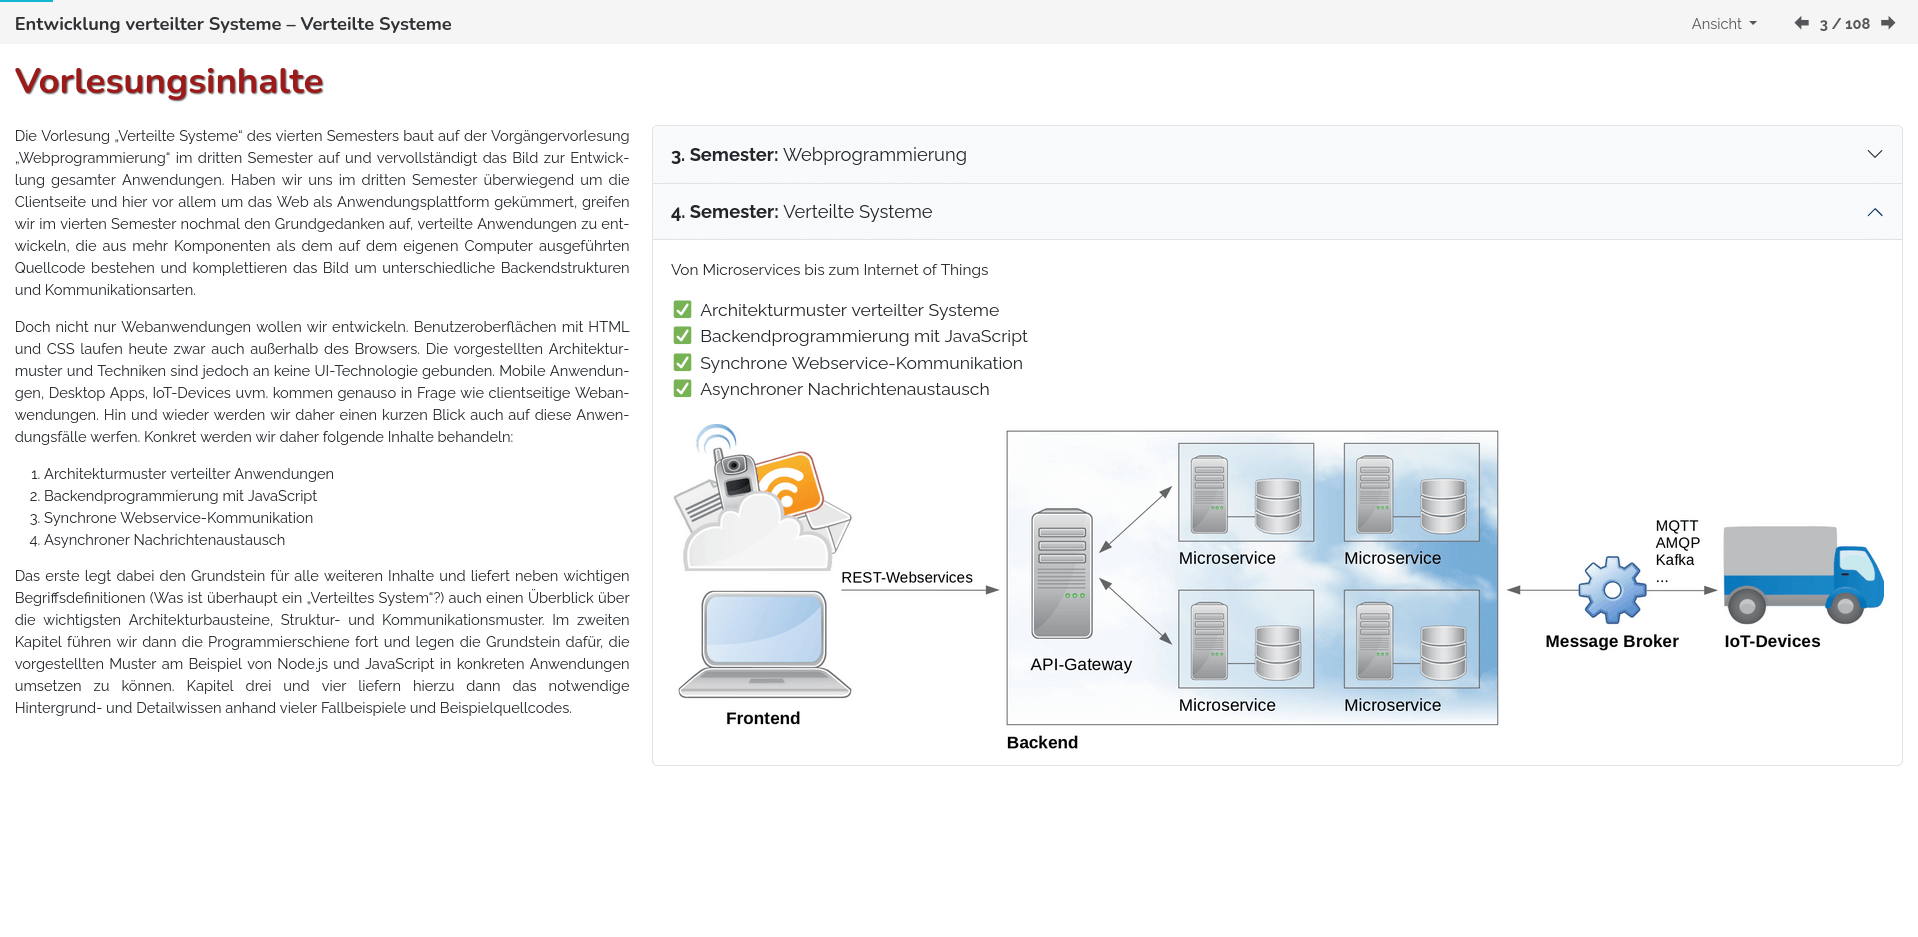 Entwicklung verteilter Systeme – Verteilte Systeme
Ansicht
3 / 108
Vorlesungsinhalte
Die Vorlesung „Verteilte Systeme“ des vierten Semesters baut auf der Vorgängervorlesung
„Webprogrammierung“ im dritten Semester auf und vervollständigt das Bild zur Entwick-
lung gesamter Anwendungen. Haben wir uns im dritten Semester überwiegend um die
Clientseite und hier vor allem um das Web als Anwendungsplattform gekümmert, greifen
wir im vierten Semester nochmal den Grundgedanken auf, verteilte Anwendungen zu ent-
wickeln, die aus mehr Komponenten als dem auf dem eigenen Computer ausgeführten
Quellcode bestehen und komplettieren das Bild um unterschiedliche Backendstrukturen
und Kommunikationsarten.
Doch nicht nur Webanwendungen wollen wir entwickeln. Benutzeroberflächen mit HTML
und CSS laufen heute zwar auch außerhalb des Browsers. Die vorgestellten Architektur-
muster und Techniken sind jedoch an keine UI-Technologie gebunden. Mobile Anwendun-
gen, Desktop Apps, IoT-Devices uvm. kommen genauso in Frage wie clientseitige Weban-
wendungen. Hin und wieder werden wir daher einen kurzen Blick auch auf diese Anwen-
dungsfälle werfen. Konkret werden wir daher folgende Inhalte behandeln:
1. Architekturmuster verteilter Anwendungen
2. Backendprogrammierung mit JavaScript
3. Synchrone Webservice-Kommunikation
4. Asynchroner Nachrichtenaustausch
Das erste legt dabei den Grundstein für alle weiteren Inhalte und liefert neben wichtigen
Begriffsdefinitionen (Was ist überhaupt ein „Verteiltes System“?) auch einen Überblick über
die wichtigsten Architekturbausteine, Struktur- und Kommunikationsmuster. Im zweiten
Kapitel führen wir dann die Programmierschiene fort und legen die Grundstein dafür, die
vorgestellten Muster am Beispiel von Node.js und JavaScript in konkreten Anwendungen
umsetzen zu können. Kapitel drei und vier liefern hierzu dann das notwendige
Hintergrund- und Detailwissen anhand vieler Fallbeispiele und Beispielquellcodes.
3. Semester: Webprogrammierung
4. Semester: Verteilte Systeme
Von Microservices bis zum Internet of Things
Architekturmuster verteilter Systeme
Backendprogrammierung mit JavaScript
Synchrone Webservice-Kommunikation
Asynchroner Nachrichtenaustausch
REST-Webservices
Frontend
API-Gateway
Microservice
Microservice
Microservice
Microservice
Backend
MQTT
AMQP
Kafka
...
Message Broker
IoT-Devices